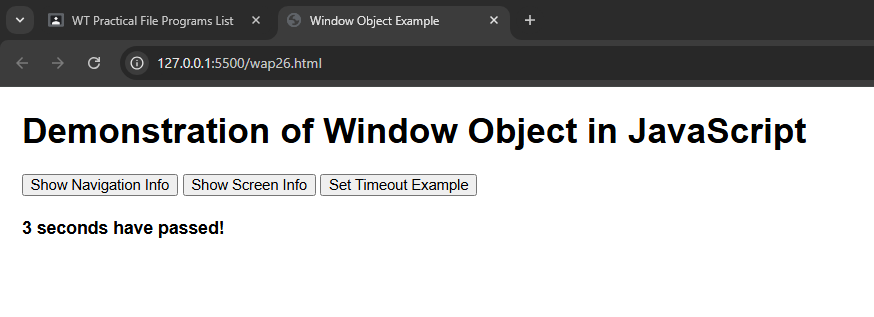 WT Practical File Programs List
Window Object Example
127.0.0.1:5500/wap26.html
Demonstration of Window Object in JavaScript
Show Navigation Info Show Screen Info Set Timeout Example
3 seconds have passed!